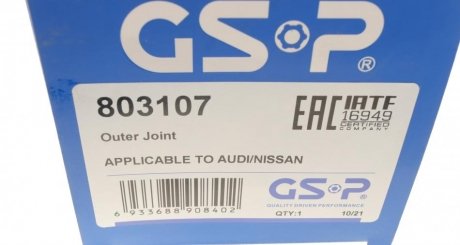 GSP®
803107
Outer Joint
EAC IATF
16949
CERTIFIED
COMPANY
APPLICABLE TO AUDI/NISSAN
GSP
QUALITY DRIVEN PERFORMANCE
6 933688 908402
QTY:1 10/21